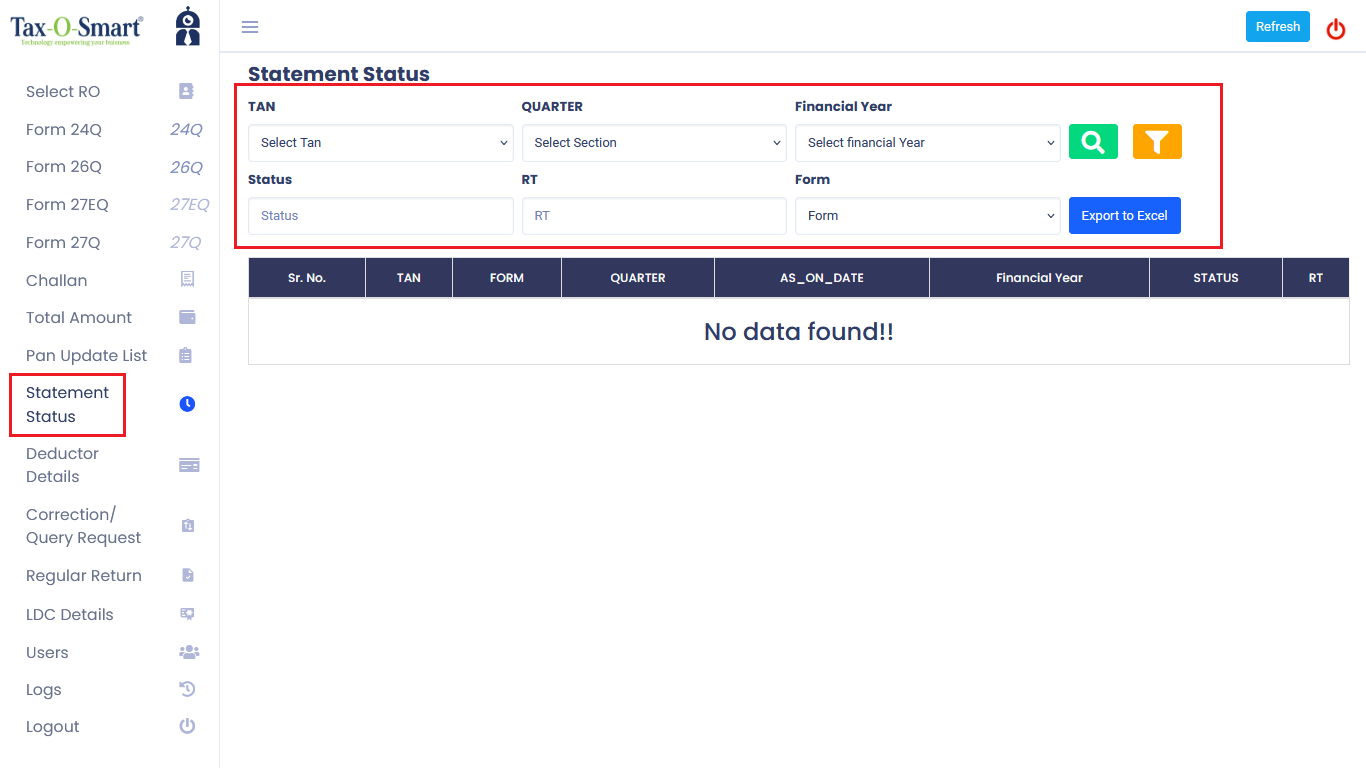 Tax-O-Smart®
Technology empowering your business
Refresh
Select RO
Form 24Q 24Q
Form 26Q 26Q
Form 27EQ 27EQ
Form 27Q 27Q
Challan
Total Amount
Pan Update List
Statement
Status
Deductor
Details
Correction/
Query Request
Regular Return
LDC Details
Users
Logs
Logout
Statement Status
TAN QUARTER Financial Year
Select Tan Select Section Select financial Year
Status RT Form
Status RT Form Export to Excel
Sr. No. TAN FORM QUARTER AS_ON_DATE Financial Year STATUS RT
No data found!!